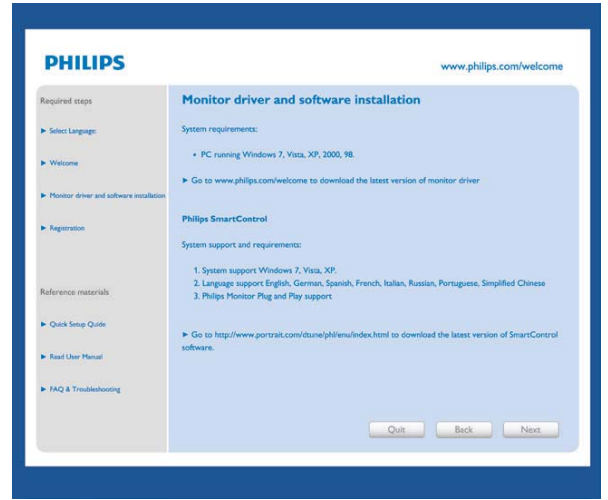 PHILIPS
www.philips.com/welcome
Required steps
► Select Language:
► Welcome
► Monitor driver and software installation
► Registration
Reference materials
► Quick Setup Guide
► Read User Manual
► FAQ & Troubleshooting
Monitor driver and software installation
System requirements:
• PC running Windows 7, Vista, XP, 2000, 98.
► Go to www.philips.com/welcome to download the latest version of monitor driver
Philips SmartControl
System support and requirements:
1. System support Windows 7, Vista, XP.
2. Language support English, German, Spanish, French, Italian, Russian, Portuguese, Simplified Chinese
3. Philips Monitor Plug and Play support
► Go to http://www.portrait.com/dtune/phl/enu/index.html to download the latest version of SmartControl
software.
Quit
Back
Next